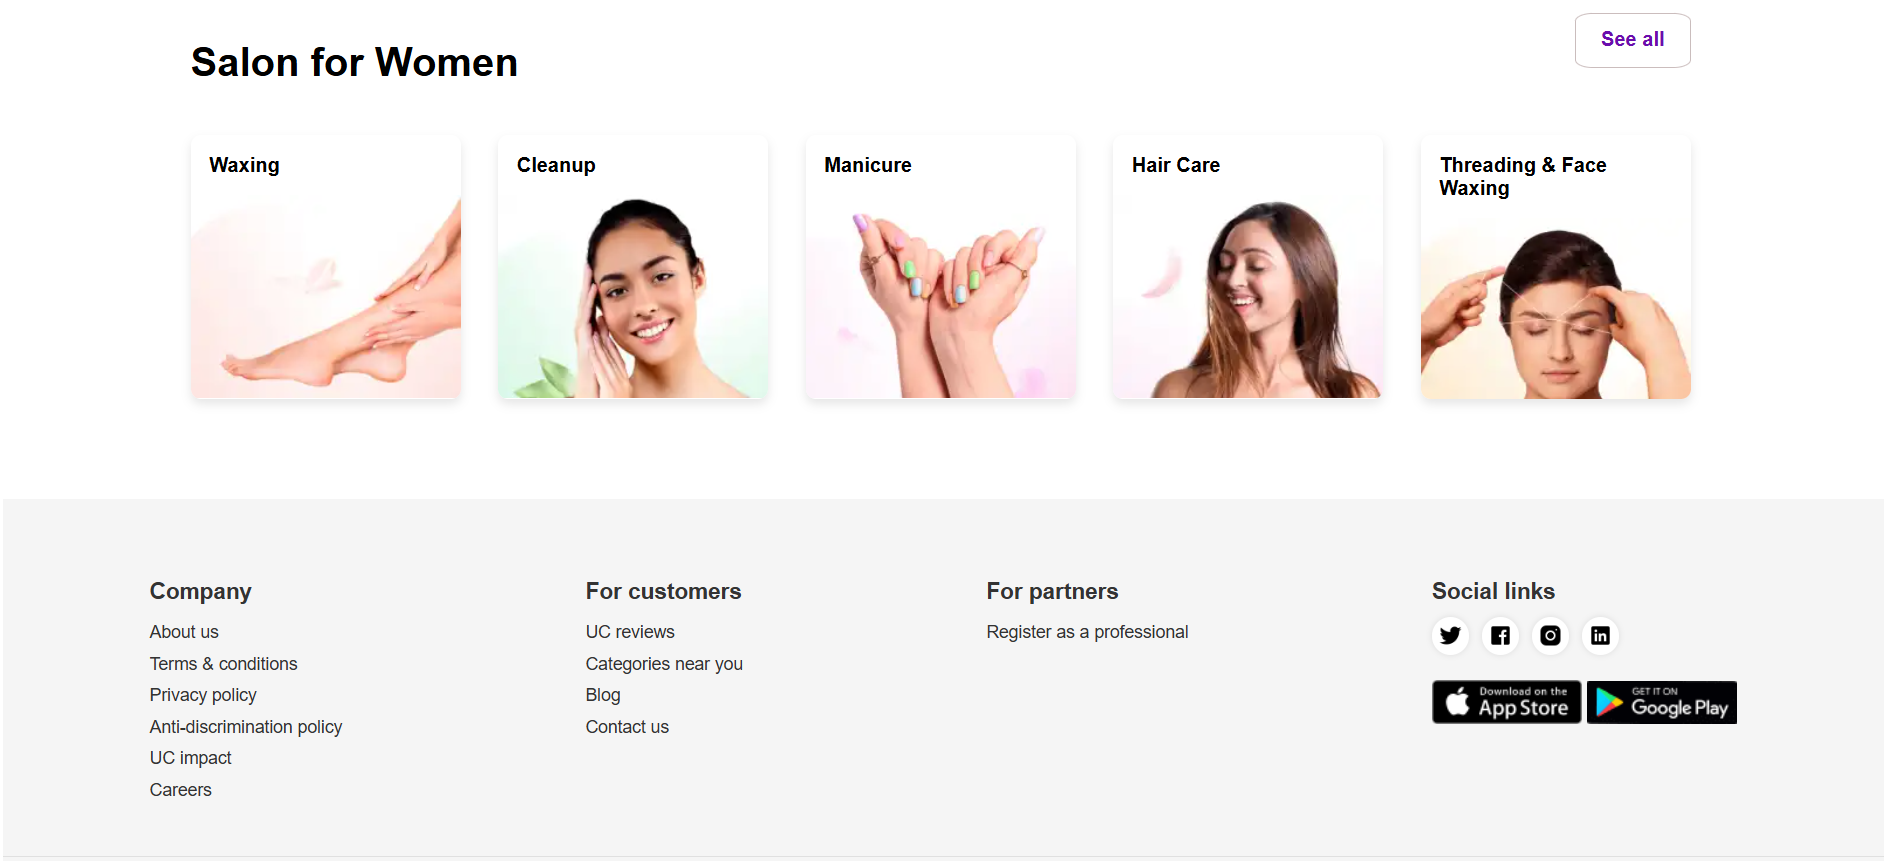 Salon for Women
See all
Waxing
Cleanup
Manicure
Hair Care
Threading & Face
Waxing
Company
About us
Terms & conditions
Privacy policy
Anti-discrimination policy
UC impact
Careers
For customers
UC reviews
Categories near you
Blog
Contact us
For partners
Register as a professional
Social links
in
Download on the
App Store
GET IT ON
Google Play